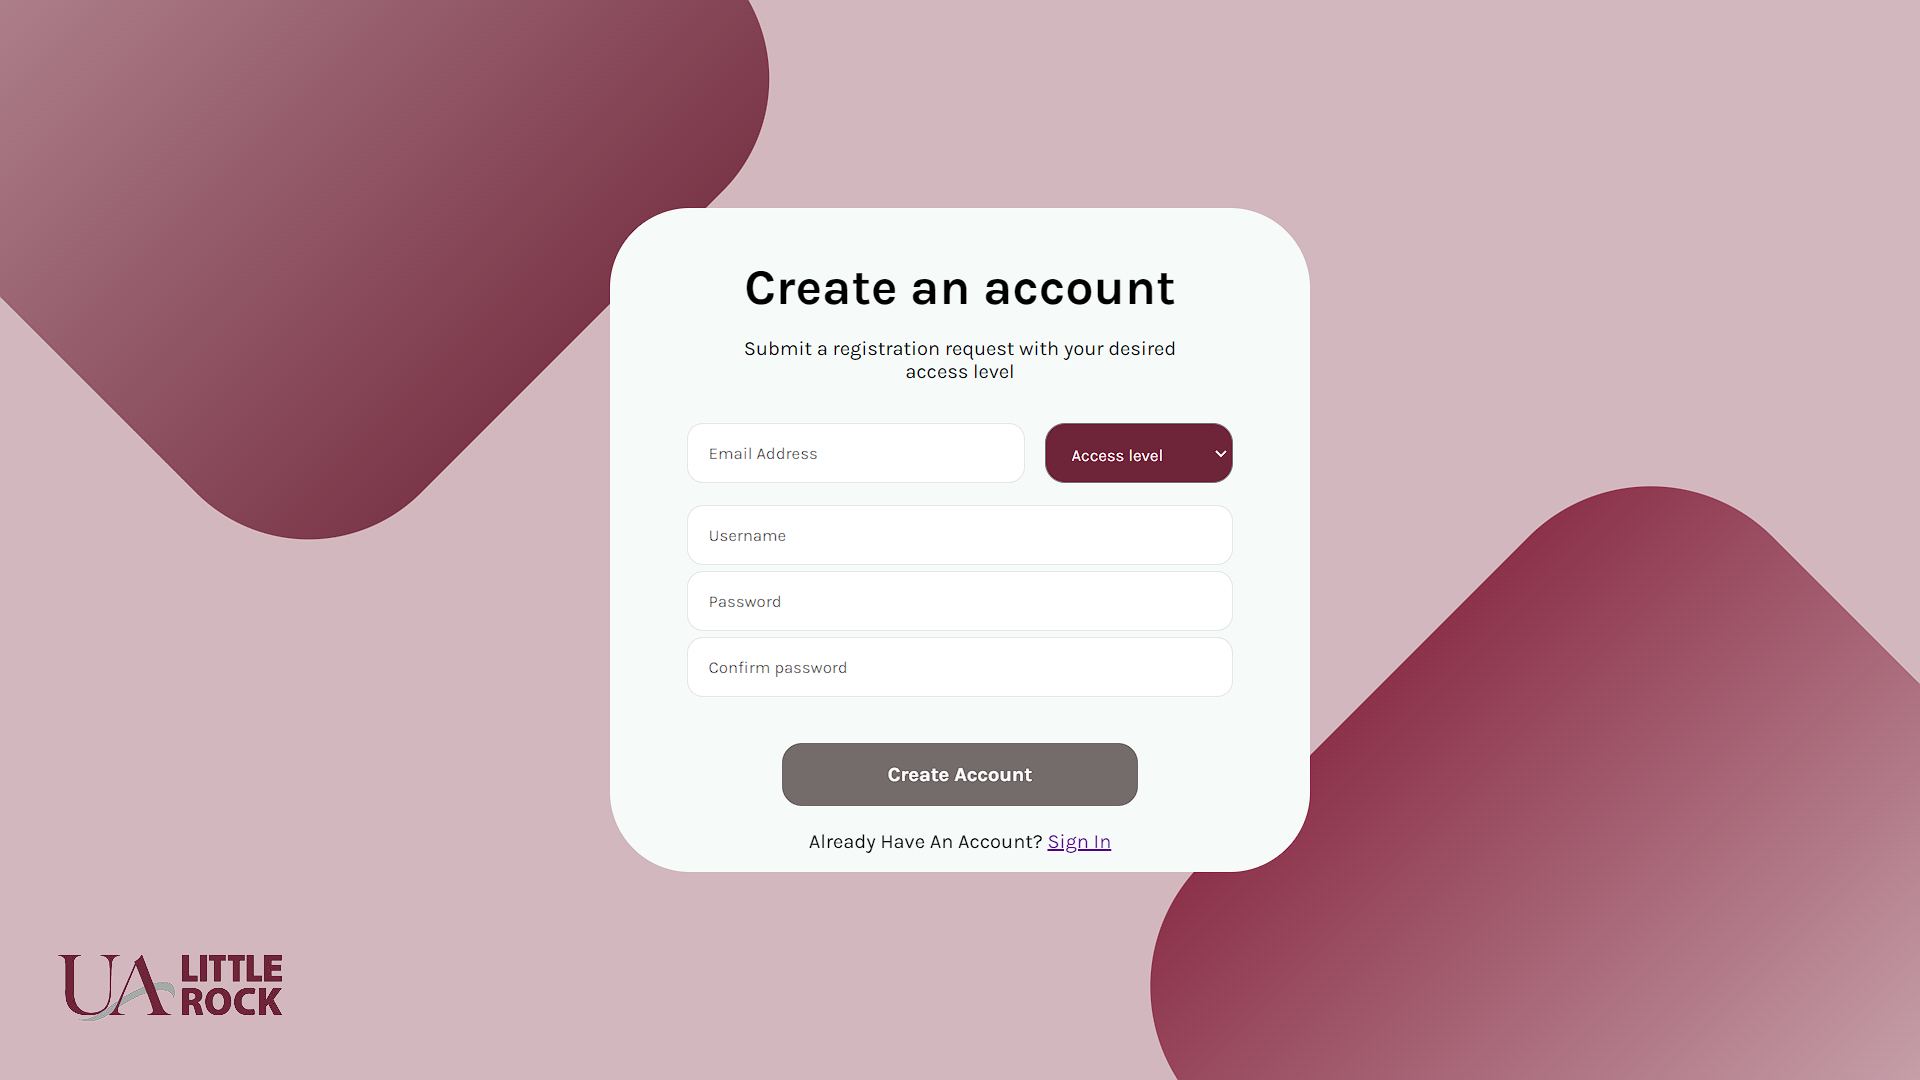 Create an account
Submit a registration request with your desired
access level
Email Address
Access level
Username
Password
Confirm password
Create Account
Already Have An Account? Sign In
UA LITTLE
ROCK